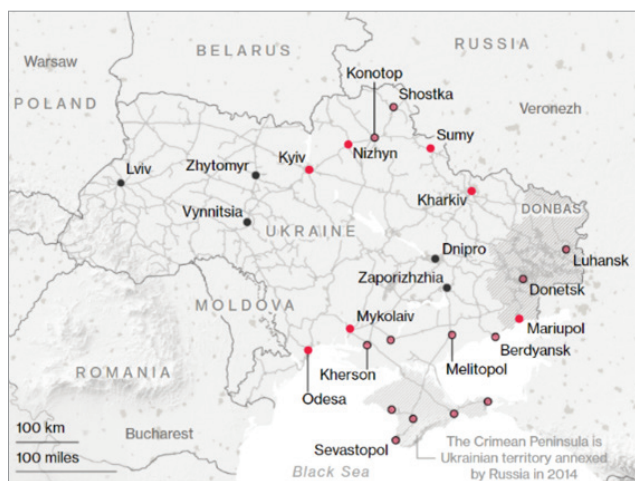 BELARUS
RUSSIA
Warsaw
Konotop
Shostka
POLAND
Veronezh
Sumy
Kyiv
Nizhyn
Zhytomyr
Lviv
Kharkiv
Vynnitsia
DONBAS
UKRAINE
Dnipro
Luhansk
Zaporizhzhia
Donetsk
MOLDOVA
Mykolaiv
Mariupol
Berdyansk
ROMANIA
Kherson
Melitopol
Odesa
100 km
Bucharest
100 miles
Sevastopol
The Crimean Peninsula is
Ukrainian territory annexed
by Russia in 2014
Black Sea